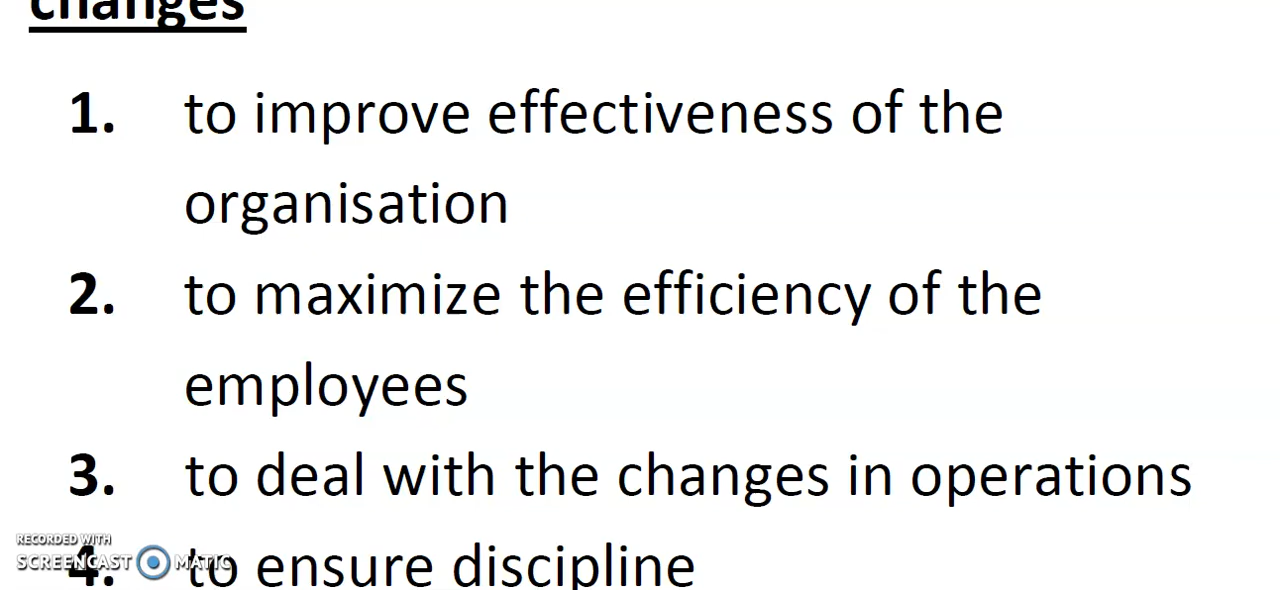 changes
1. to improve effectiveness of the
organisation
2. to maximize the efficiency of the
employees
3. to deal with the changes in operations
RECORDED WITH
SCREENCAST MATIC
4. to ensure discipline